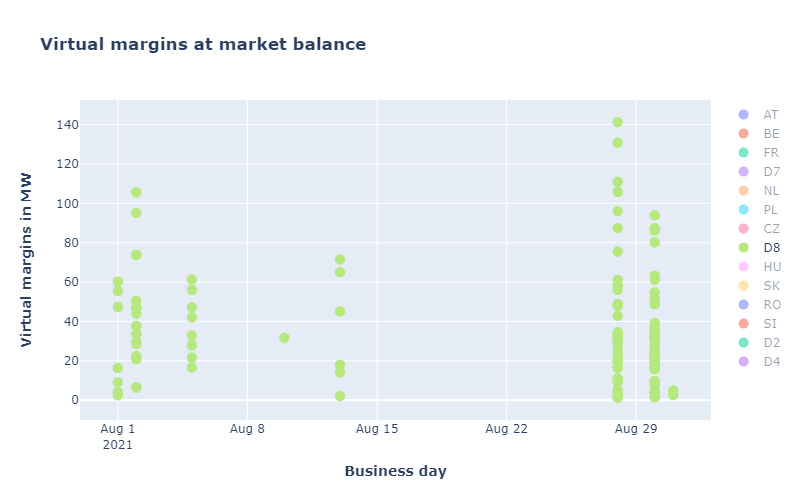 Virtual margins at market balance
Virtual margins in MW
140
120
100
80
60
40
20
0
Aug 1
2021
Aug 8
Aug 15
Aug 22
Aug 29
Business day
AT
BE
FR
D7
NL
PL
CZ
D8
HU
SK
RO
SI
D2
D4